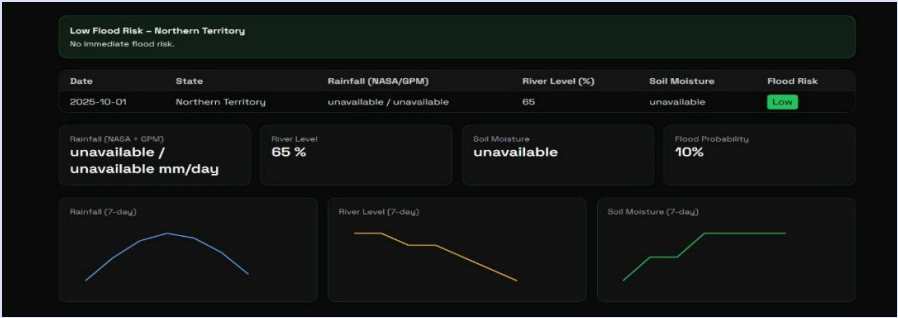 Low Flood Risk – Northern Territory
No immediate flood risk.
Date State Rainfall (NASA/GPM) River Level (%) Soil Moisture Flood Risk
2025-10-01 Northern Territory unavailable / unavailable 65 unavailable Low
Rainfall (NASA + GPM)
unavailable /
unavailable mm/day
River Level
65 %
Soil Moisture
unavailable
Flood Probability
10%
Rainfall (7-day)
River Level (7-day)
Soil Moisture (7-day)